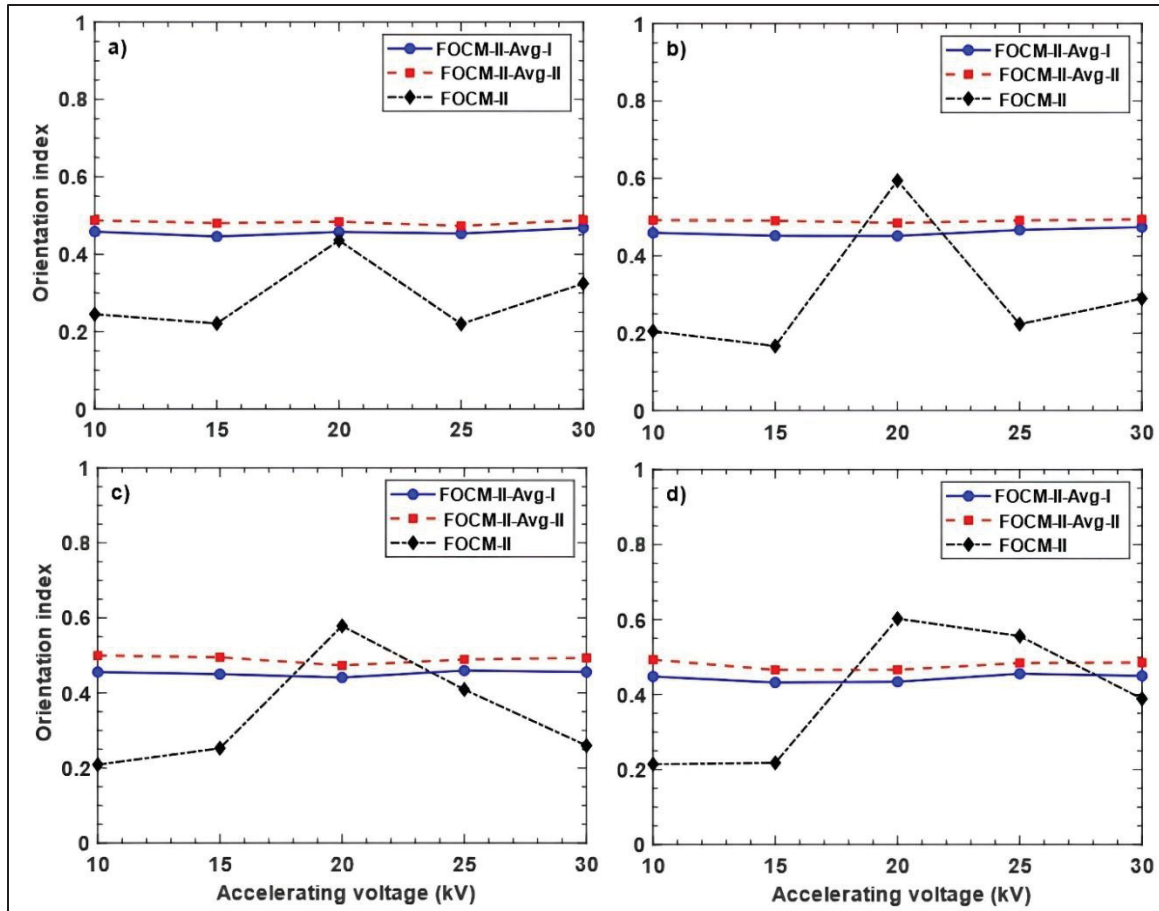 a)
FOCM-II-Avg-I
FOCM-II-Avg-II
FOCM-II
Orientation index
1
0.8
0.6
0.4
0.2
0
10 15 20 25 30
b)
FOCM-II-Avg-I
FOCM-II-Avg-II
FOCM-II
1
0.8
0.6
0.4
0.2
0
10 15 20 25 30
c)
FOCM-II-Avg-I
FOCM-II-Avg-II
FOCM-II
Orientation index
1
0.8
0.6
0.4
0.2
0
10 15 20 25 30
Accelerating voltage (kV)
d)
FOCM-II-Avg-I
FOCM-II-Avg-II
FOCM-II
1
0.8
0.6
0.4
0.2
0
10 15 20 25 30
Accelerating voltage (kV)